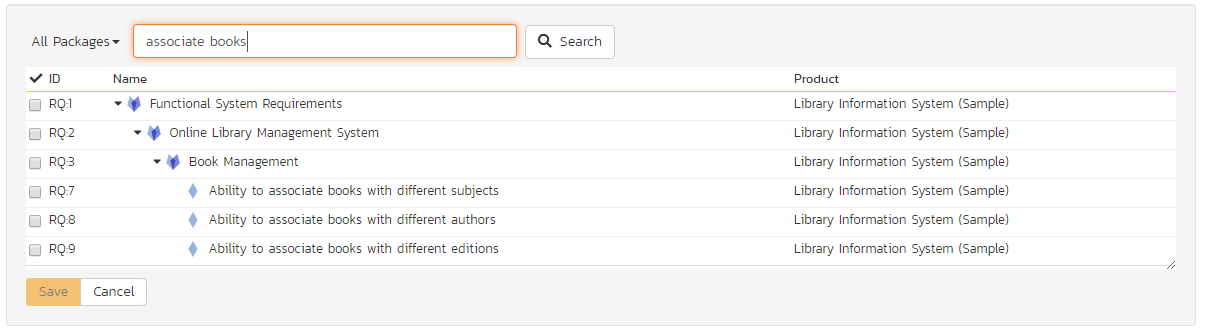 All Packages associate books Search
ID Name Product
RQ:1 Functional System Requirements Library Information System (Sample)
RQ:2 Online Library Management System Library Information System (Sample)
RQ:3 Book Management Library Information System (Sample)
RQ:7 Ability to associate books with different subjects Library Information System (Sample)
RQ:8 Ability to associate books with different authors Library Information System (Sample)
RQ:9 Ability to associate books with different editions Library Information System (Sample)
Save Cancel